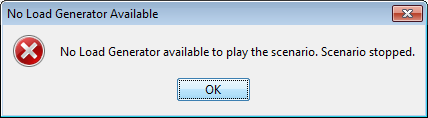 No Load Generator Available
No Load Generator available to play the scenario. Scenario stopped.
OK